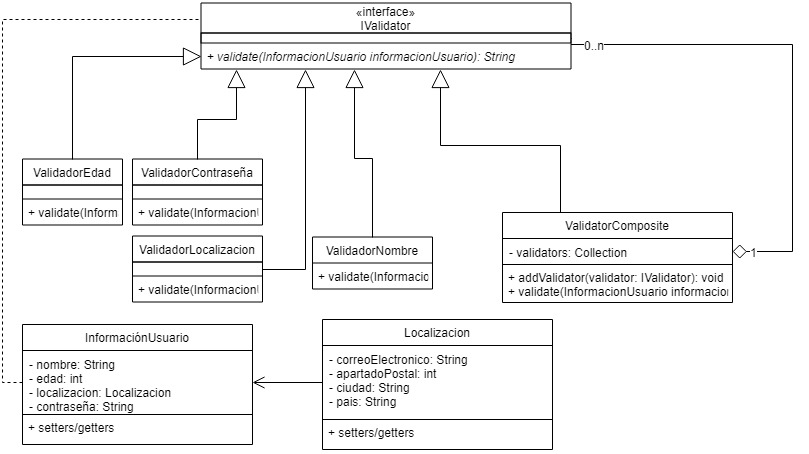 «interface»
IValidator
+ validate(InformacionUsuario informacionUsuario): String
0..n
ValidadorEdad
+ validate(Inform
ValidadorContraseña
+ validate(Informacion
ValidadorLocalizacion
+ validate(Informacion
ValidadorNombre
+ validate(Informacio
ValidatorComposite
- validators: Collection
+ addValidator(validator: IValidator): void
+ validate(InformacionUsuario informacion
1
InformaciónUsuario
- nombre: String
- edad: int
- localizacion: Localizacion
- contraseña: String
+ setters/getters
Localizacion
- correoElectronico: String
- apartadoPostal: int
- ciudad: String
- pais: String
+ setters/getters